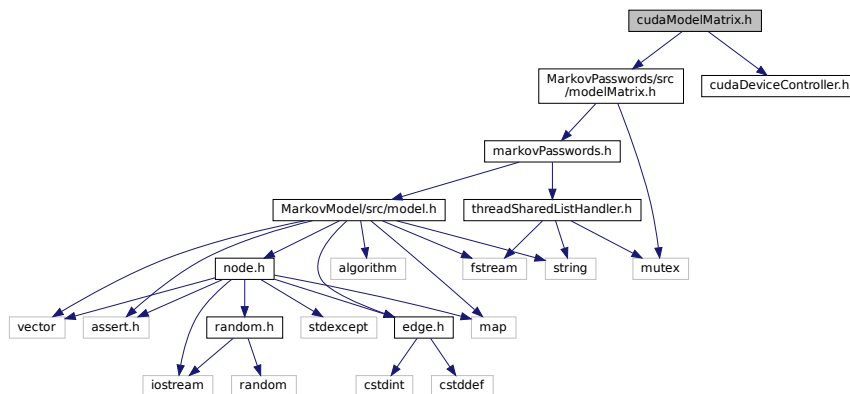 cudaModelMatrix.h
MarkovPasswords/src
/modelMatrix.h
cudaDeviceController.h
markovPasswords.h
MarkovModel/src/model.h
threadSharedListHandler.h
node.h
algorithm
fstream
string
mutex
vector
assert.h
random.h
stdexcept
edge.h
map
iostream
random
cstdint
cstddef